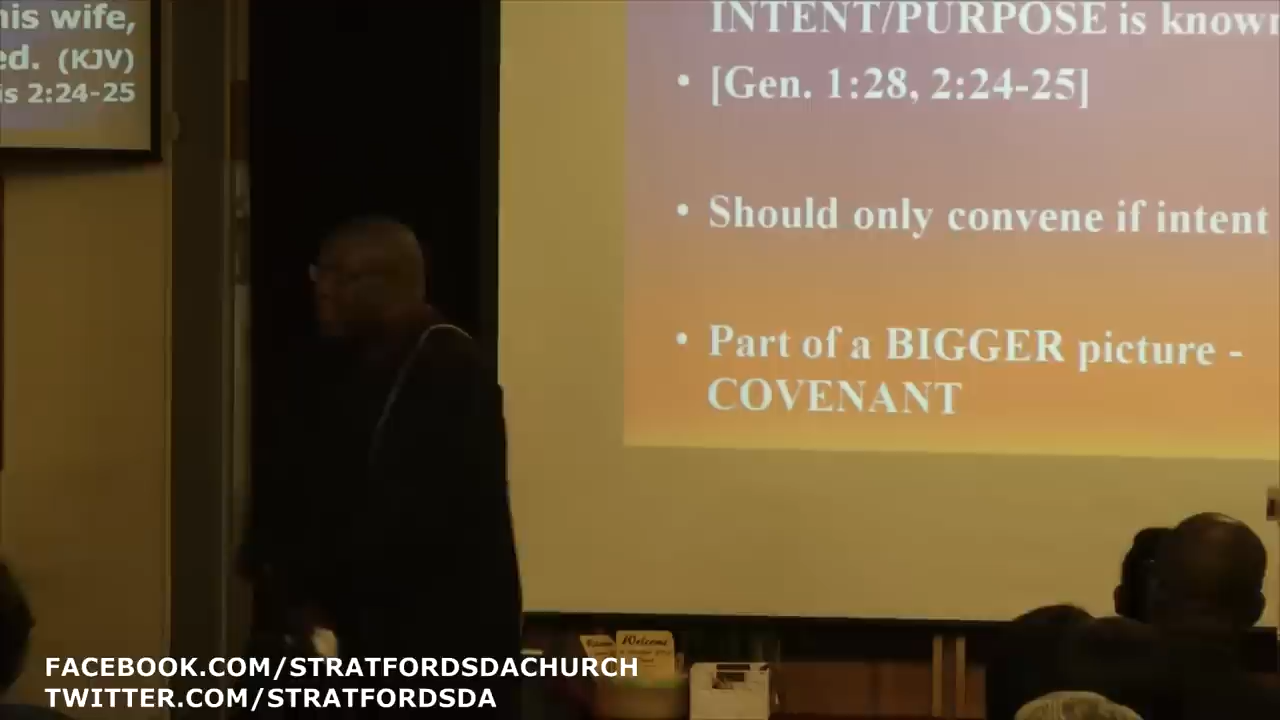 his wife,
ed. (KJV)
is 2:24-25
INTENT/PURPOSE is known
• [Gen. 1:28, 2:24-25]
• Should only convene if intent
• Part of a BIGGER picture -
COVENANT
Welcome
FACEBOOK.COM/STRATFORDSDACHURCH
TWITTER.COM/STRATFORDSDA